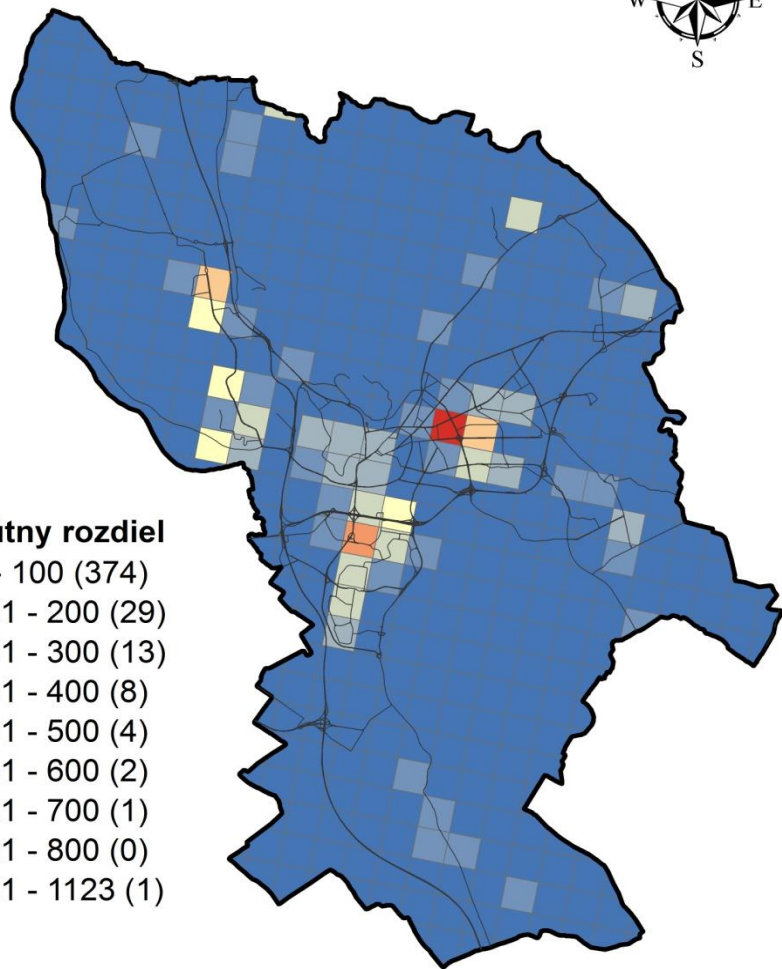 W E
S
rozdiel
- 100 (374)
1 - 200 (29)
1 - 300 (13)
1 - 400 (8)
1 - 500 (4)
1 - 600 (2)
1 - 700 (1)
1 - 800 (0)
1 - 1123 (1)